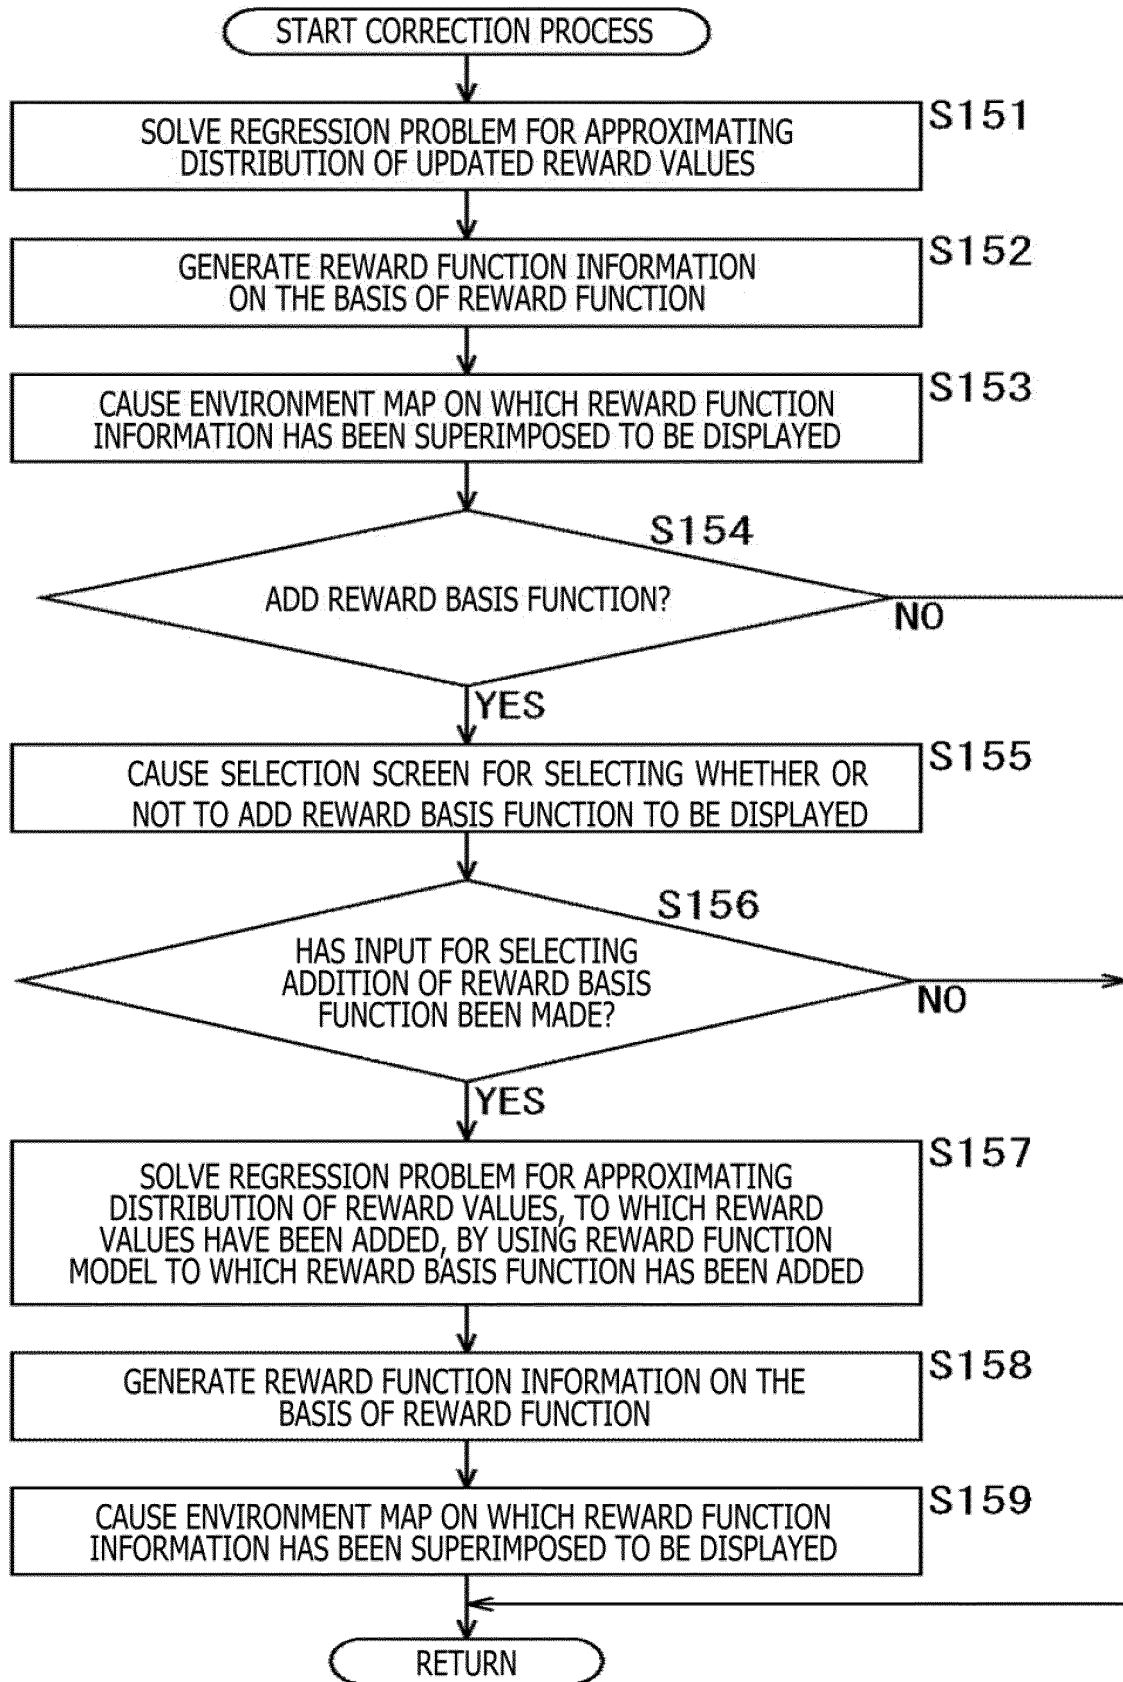 START CORRECTION PROCESS
S151
SOLVE REGRESSION PROBLEM FOR APPROXIMATING
DISTRIBUTION OF UPDATED REWARD VALUES
S152
GENERATE REWARD FUNCTION INFORMATION
ON THE BASIS OF REWARD FUNCTION
S153
CAUSE ENVIRONMENT MAP ON WHICH REWARD FUNCTION
INFORMATION HAS BEEN SUPERIMPOSED TO BE DISPLAYED
S154
ADD REWARD BASIS FUNCTION?
NO
YES
S155
CAUSE SELECTION SCREEN FOR SELECTING WHETHER OR
NOT TO ADD REWARD BASIS FUNCTION TO BE DISPLAYED
S156
HAS INPUT FOR SELECTING
ADDITION OF REWARD BASIS
FUNCTION BEEN MADE?
NO
YES
S157
SOLVE REGRESSION PROBLEM FOR APPROXIMATING
DISTRIBUTION OF REWARD VALUES, TO WHICH REWARD
VALUES HAVE BEEN ADDED, BY USING REWARD FUNCTION
MODEL TO WHICH REWARD BASIS FUNCTION HAS BEEN ADDED
S158
GENERATE REWARD FUNCTION INFORMATION ON THE
BASIS OF REWARD FUNCTION
S159
CAUSE ENVIRONMENT MAP ON WHICH REWARD FUNCTION
INFORMATION HAS BEEN SUPERIMPOSED TO BE DISPLAYED
RETURN